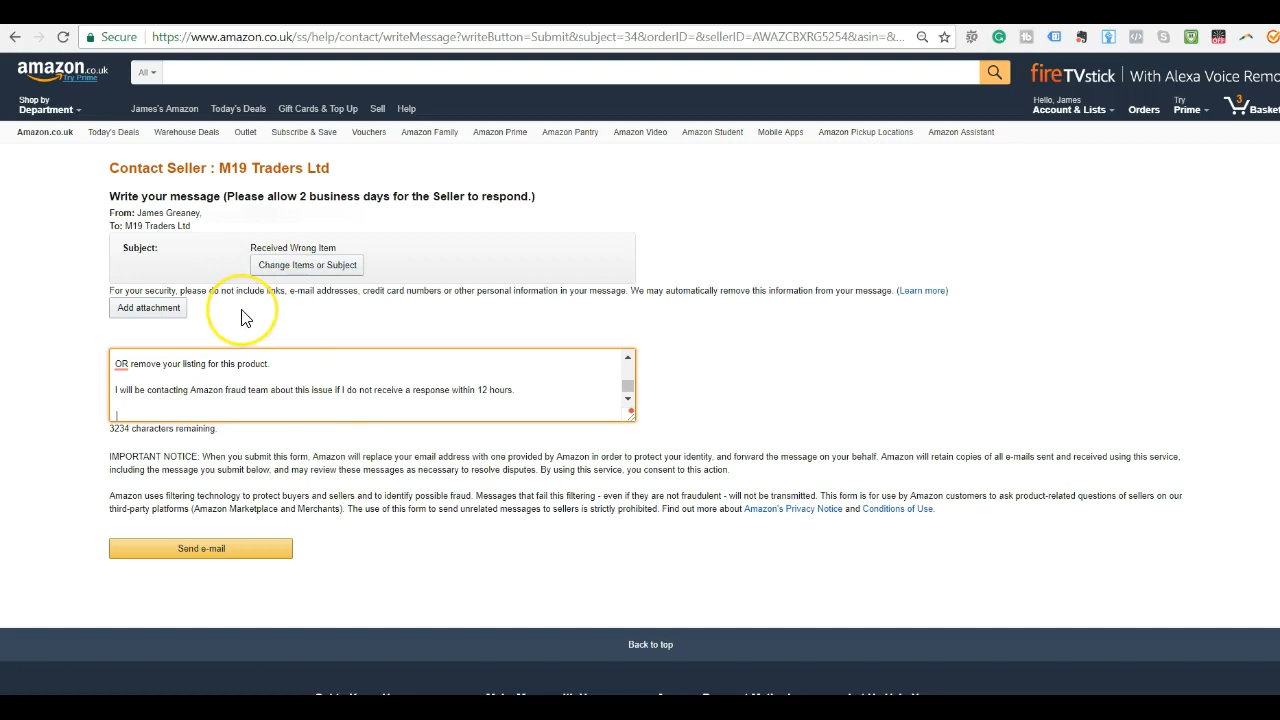 Secure https://www.amazon.co.uk/ss/help/contact/writeMessage?writeButton=Submit&subject=34&orderID=&sellerID=AWAZCBXRG5254&asin=&...
amazon.co.uk
Try Prime
All
fireTVstick With Alexa Voice Remo
Shop by
Department
James's Amazon Today's Deals Gift Cards & Top Up Sell Help
Hello, James
Account & Lists
Orders
Try
Prime
3
Basket
Amazon.co.uk Today's Deals Warehouse Deals Outlet Subscribe & Save Vouchers Amazon Family Amazon Prime Amazon Pantry Amazon Video Amazon Student Mobile Apps Amazon Pickup Locations Amazon Assistant
Contact Seller : M19 Traders Ltd
Write your message (Please allow 2 business days for the Seller to respond.)
From: James Greaney,
To: M19 Traders Ltd
Subject: Received Wrong Item
Change Items or Subject
For your security, please do not include links, e-mail addresses, credit card numbers or other personal information in your message. We may automatically remove this information from your message. (Learn more)
Add attachment
OR remove your listing for this product.
I will be contacting Amazon fraud team about this issue if I do not receive a response within 12 hours.
3234 characters remaining.
IMPORTANT NOTICE: When you submit this form, Amazon will replace your email address with one provided by Amazon in order to protect your identity, and forward the message on your behalf. Amazon will retain copies of all e-mails sent and received using this service,
including the message you submit below, and may review these messages as necessary to resolve disputes. By using this service, you consent to this action.
Amazon uses filtering technology to protect buyers and sellers and to identify possible fraud. Messages that fail this filtering - even if they are not fraudulent - will not be transmitted. This form is for use by Amazon customers to ask product-related questions of sellers on our
third-party platforms (Amazon Marketplace and Merchants). The use of this form to send unrelated messages to sellers is strictly prohibited. Find out more about Amazon's Privacy Notice and Conditions of Use.
Send e-mail
Back to top